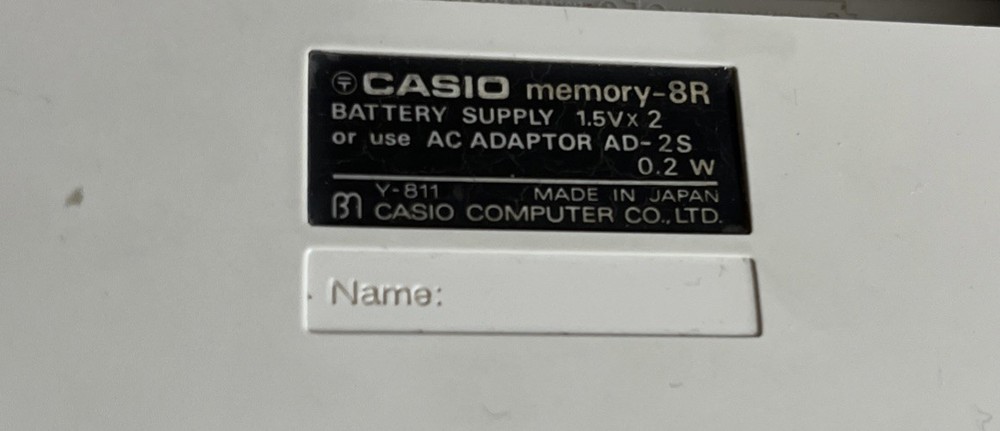 〒 CASIO memory-8R
BATTERY SUPPLY 1.5V x 2
or use AC ADAPTOR AD-2S
0.2 W
Y-811 MADE IN JAPAN
CASIO COMPUTER CO., LTD.
Name: